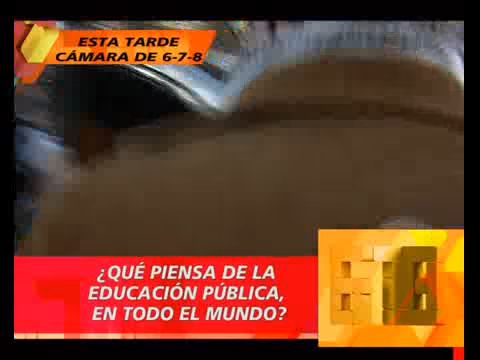 ESTA TARDE
CÁMARA DE 6-7-8
¿QUÉ PIENSA DE LA
EDUCACIÓN PÚBLICA,
EN TODO EL MUNDO?